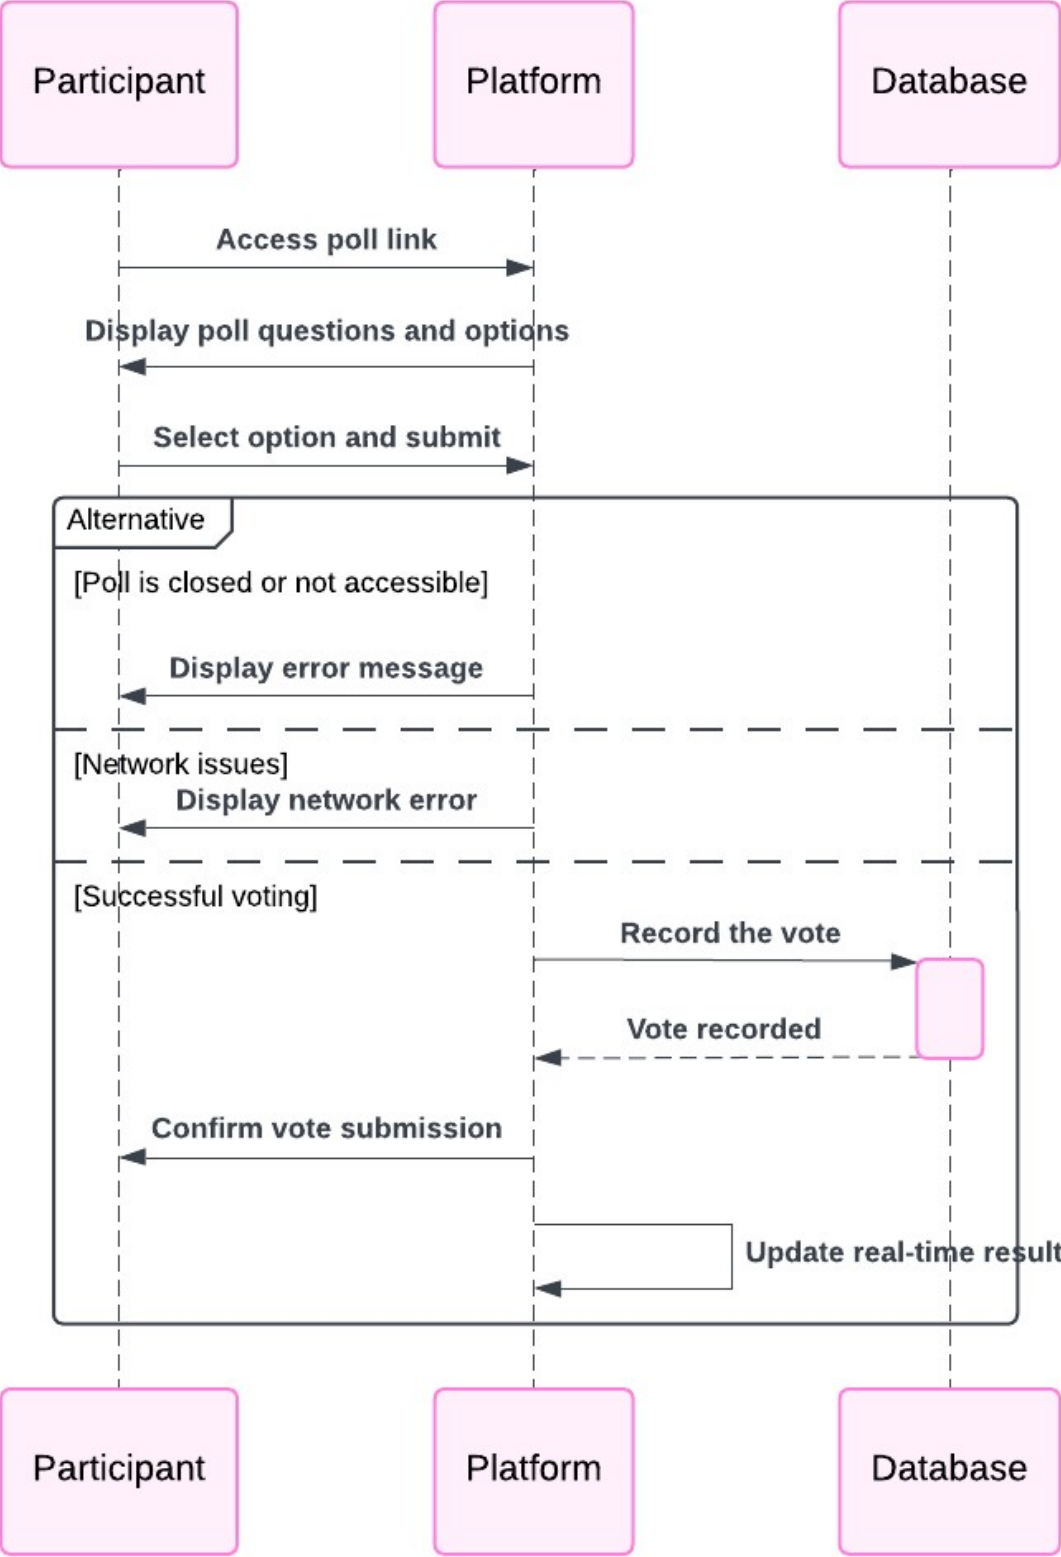 Participant Platform Database
Access poll link
Display poll questions and options
Select option and submit
Alternative
[Poll is closed or not accessible]
Display error message
[Network issues]
Display network error
[Successful voting]
Record the vote
Vote recorded
Confirm vote submission
Update real-time result
Participant Platform Database